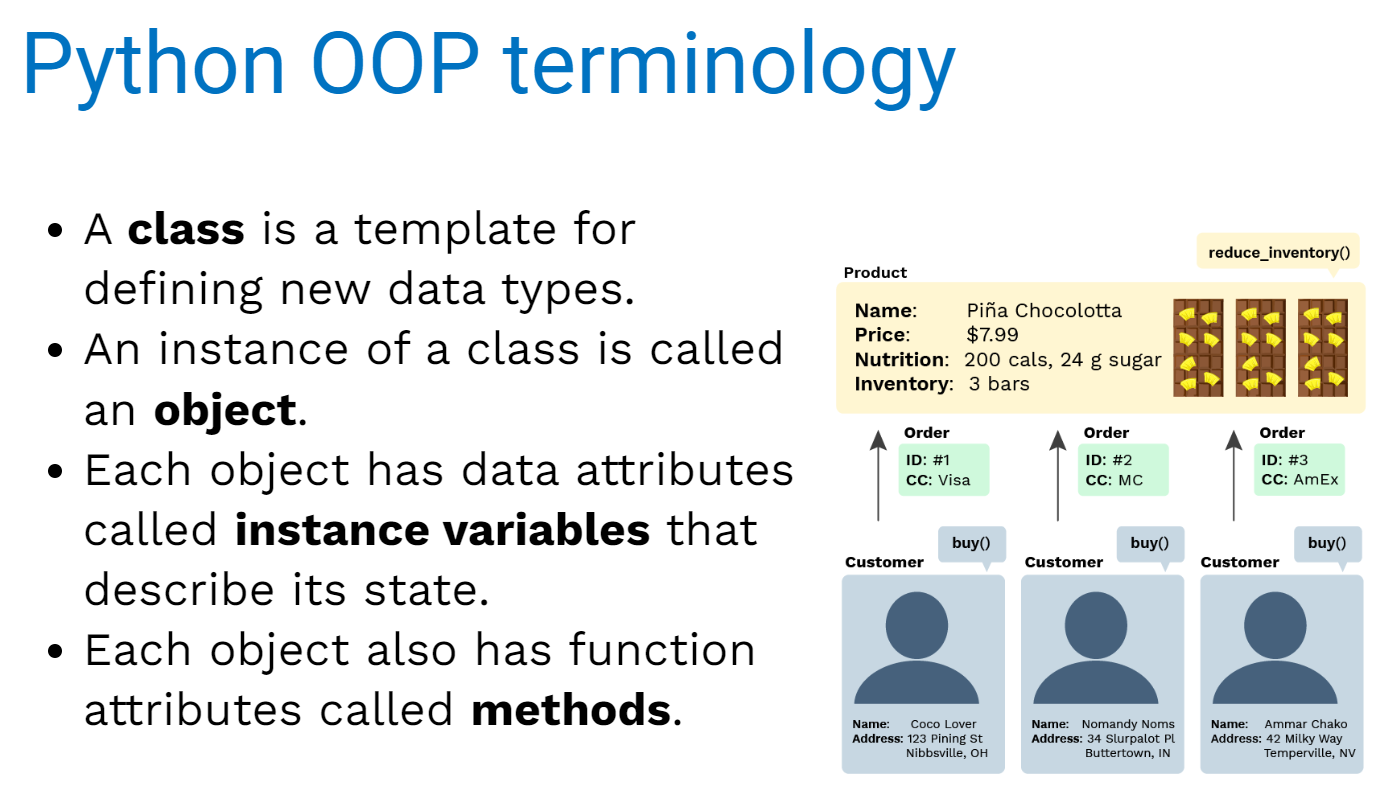 Python OOP terminology
• A class is a template for
defining new data types.
• An instance of a class is called
an object.
• Each object has data attributes
called instance variables that
describe its state.
• Each object also has function
attributes called methods.
reduce_inventory()
Product
Name: Piña Chocolotta
Price: $7.99
Nutrition: 200 cals, 24 g sugar
Inventory: 3 bars
Order
ID: #1
CC: Visa
Order
ID: #2
CC: MC
Order
ID: #3
CC: AmEx
buy()
Customer
Name: Coco Lover
Address: 123 Pining St
Nibbsville, OH
buy()
Customer
Name: Nomandy Noms
Address: 34 Slurpalot Pl
Buttertown, IN
buy()
Customer
Name: Ammar Chako
Address: 42 Milky Way
Temperville, NV